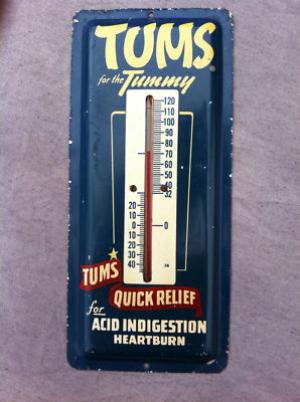 TUMS
for the Tummy
120
110
100
90
80
70
60
50
40
32
20
10
0
10
20
30
40
TUMS
QUICK RELIEF
for
ACID INDIGESTION
HEARTBURN